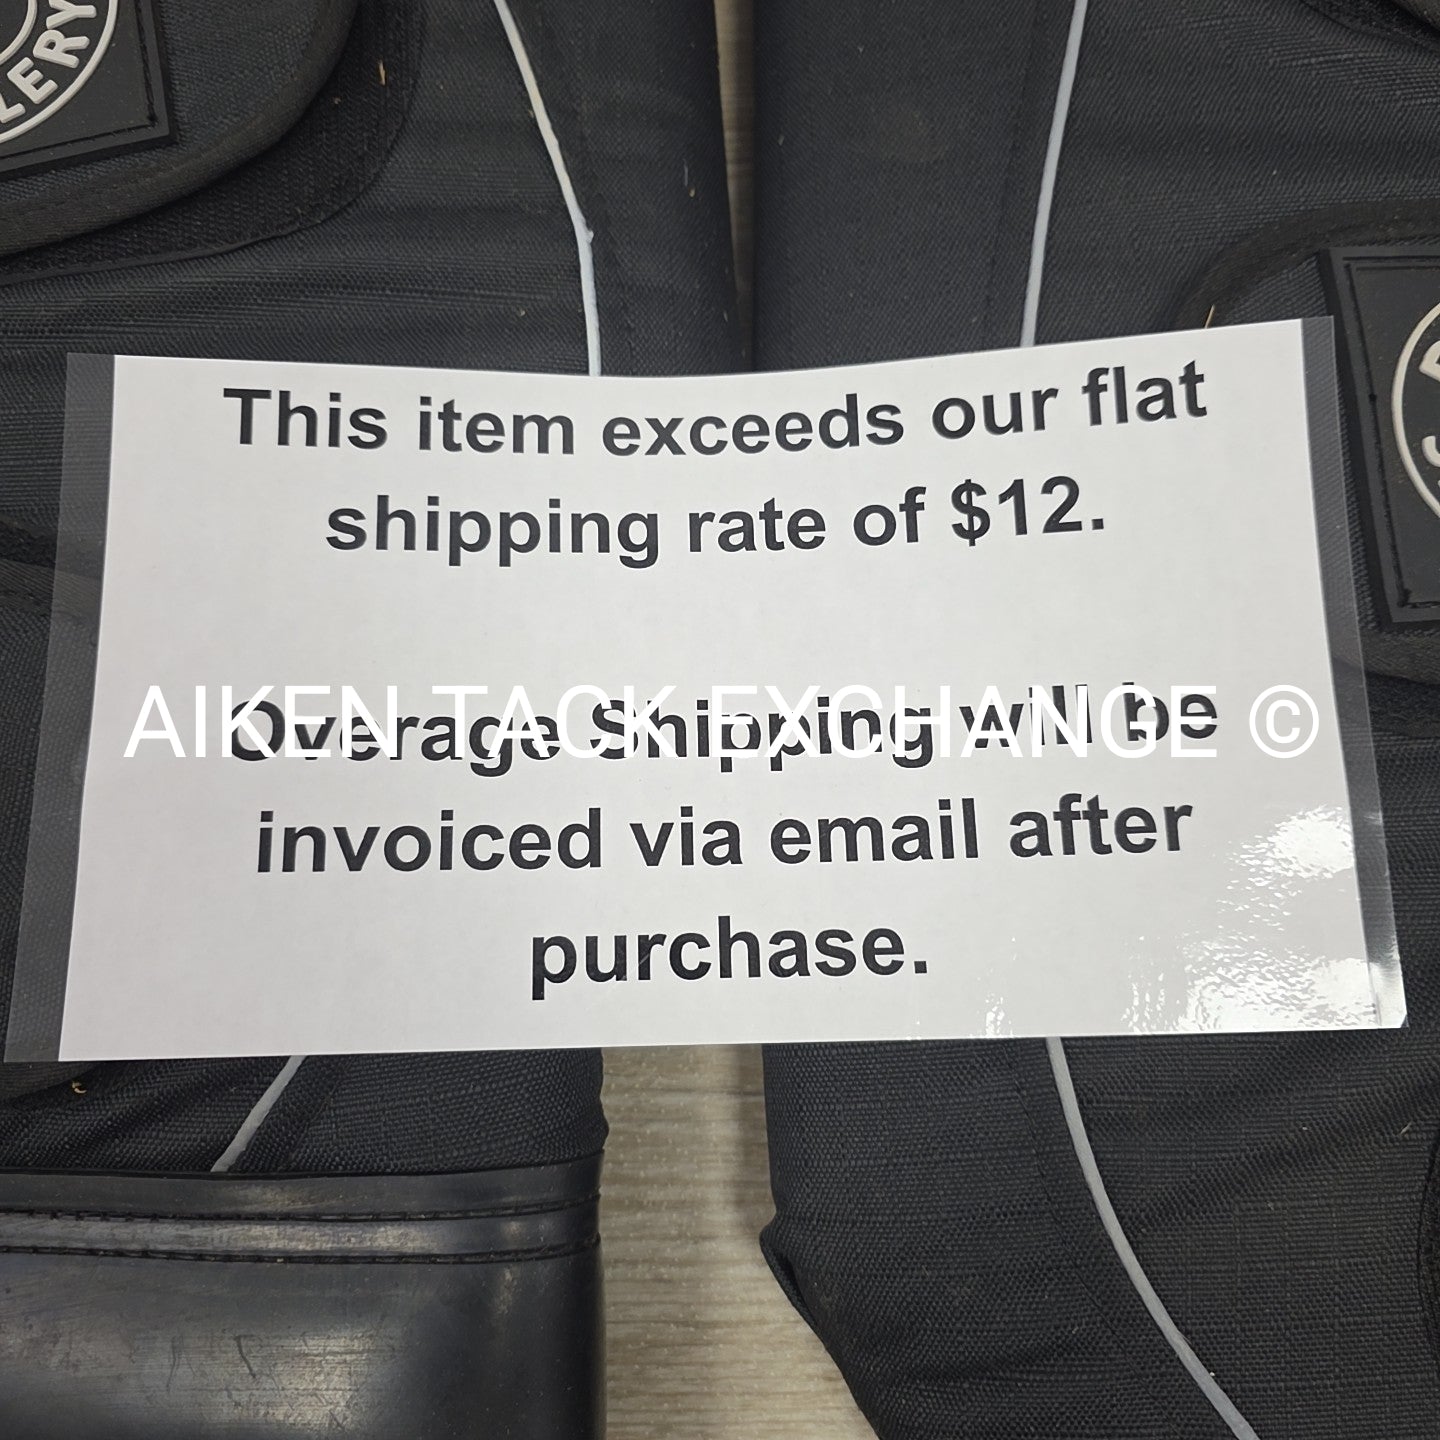 LERY
This item exceeds our flat
shipping rate of $12.
AIKEN TACK EXCHANGE ©
Overage Shipping will be
invoiced via email after
purchase.